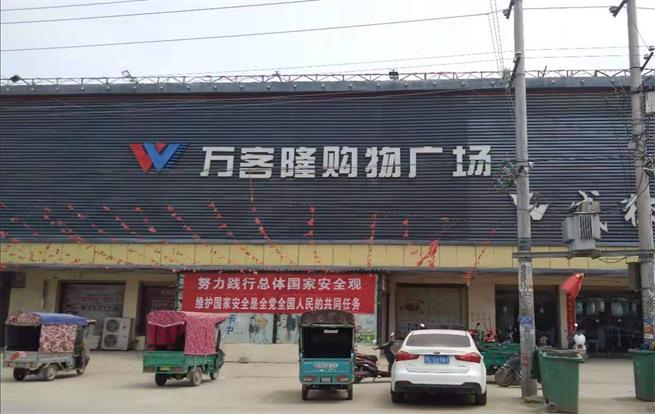 万客隆购物广场
努力践行总体国家安全观
维护国家安全是全党全国人民的共同任务